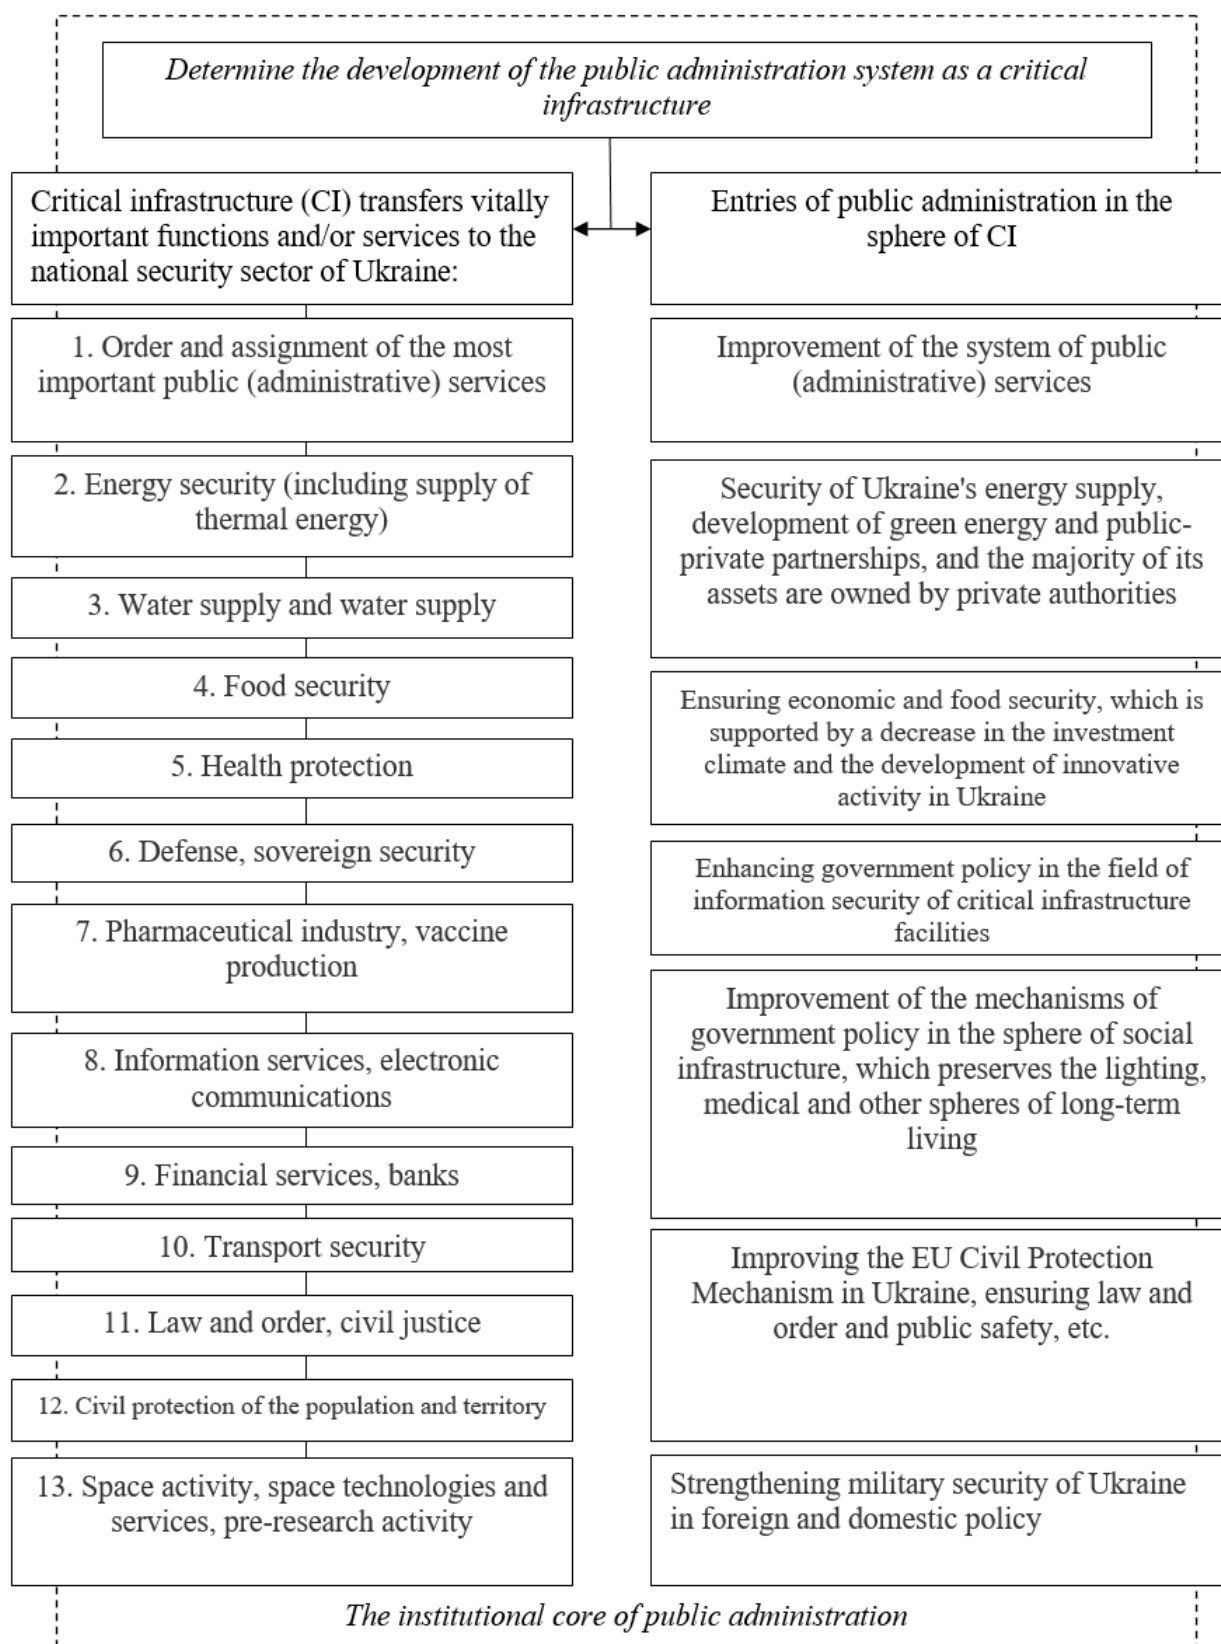 Determine the development of the public administration system as a critical
infrastructure
Critical infrastructure (CI) transfers vitally
important functions and/or services to the
national security sector of Ukraine:
1. Order and assignment of the most
important public (administrative) services
2. Energy security (including supply of
thermal energy)
3. Water supply and water supply
4. Food security
5. Health protection
6. Defense, sovereign security
7. Pharmaceutical industry, vaccine
production
8. Information services, electronic
communications
9. Financial services, banks
10. Transport security
11. Law and order, civil justice
12. Civil protection of the population and territory
13. Space activity, space technologies and
services, pre-research activity
Entries of public administration in the
sphere of CI
Improvement of the system of public
(administrative) services
Security of Ukraine's energy supply,
development of green energy and public-
private partnerships, and the majority of its
assets are owned by private authorities
Ensuring economic and food security, which is
supported by a decrease in the investment
climate and the development of innovative
activity in Ukraine
Enhancing government policy in the field of
information security of critical infrastructure
facilities
Improvement of the mechanisms of
government policy in the sphere of social
infrastructure, which preserves the lighting,
medical and other spheres of long-term
living
Improving the EU Civil Protection
Mechanism in Ukraine, ensuring law and
order and public safety, etc.
Strengthening military security of Ukraine
in foreign and domestic policy
The institutional core of public administration